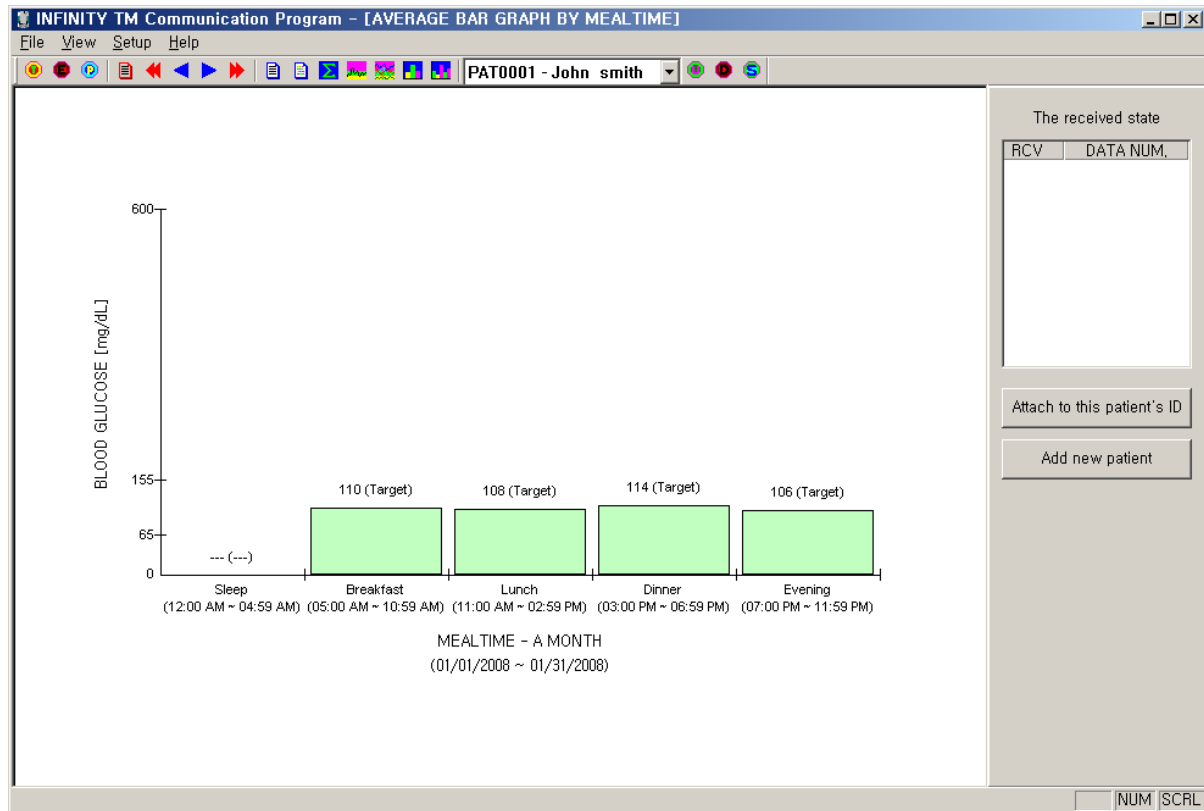 INFINITY TM Communication Program - [AVERAGE BAR GRAPH BY MEALTIME]
File View Setup Help
PAT0001 - John smith
The received state
RCV DATA NUM,
600
155
65
0
BLOOD GLUCOSE [mg/dL]
--- (---)
110 (Target)
108 (Target)
114 (Target)
106 (Target)
Sleep Breakfast Lunch Dinner Evening
(12:00 AM ~ 04:59 AM) (05:00 AM ~ 10:59 AM) (11:00 AM ~ 02:59 PM) (03:00 PM ~ 06:59 PM) (07:00 PM ~ 11:59 PM)
MEALTIME - A MONTH
(01/01/2008 ~ 01/31/2008)
Attach to this patient's ID
Add new patient
NUM SCRL